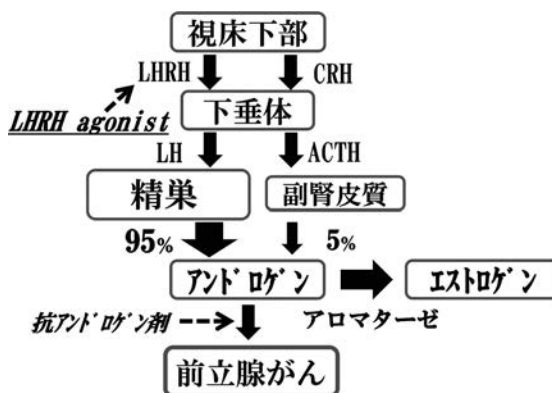 視床下部
LHRH CRH
LHRH agonist
下垂体
LH ACTH
精巣 副腎皮質
95% 5%
ｱﾝﾄﾞﾛｹﾞﾝ ｴｽﾄﾛｹﾞﾝ
抗ｱﾝﾄﾞﾛｹﾞﾝ剤 アロマターゼ
前立腺がん